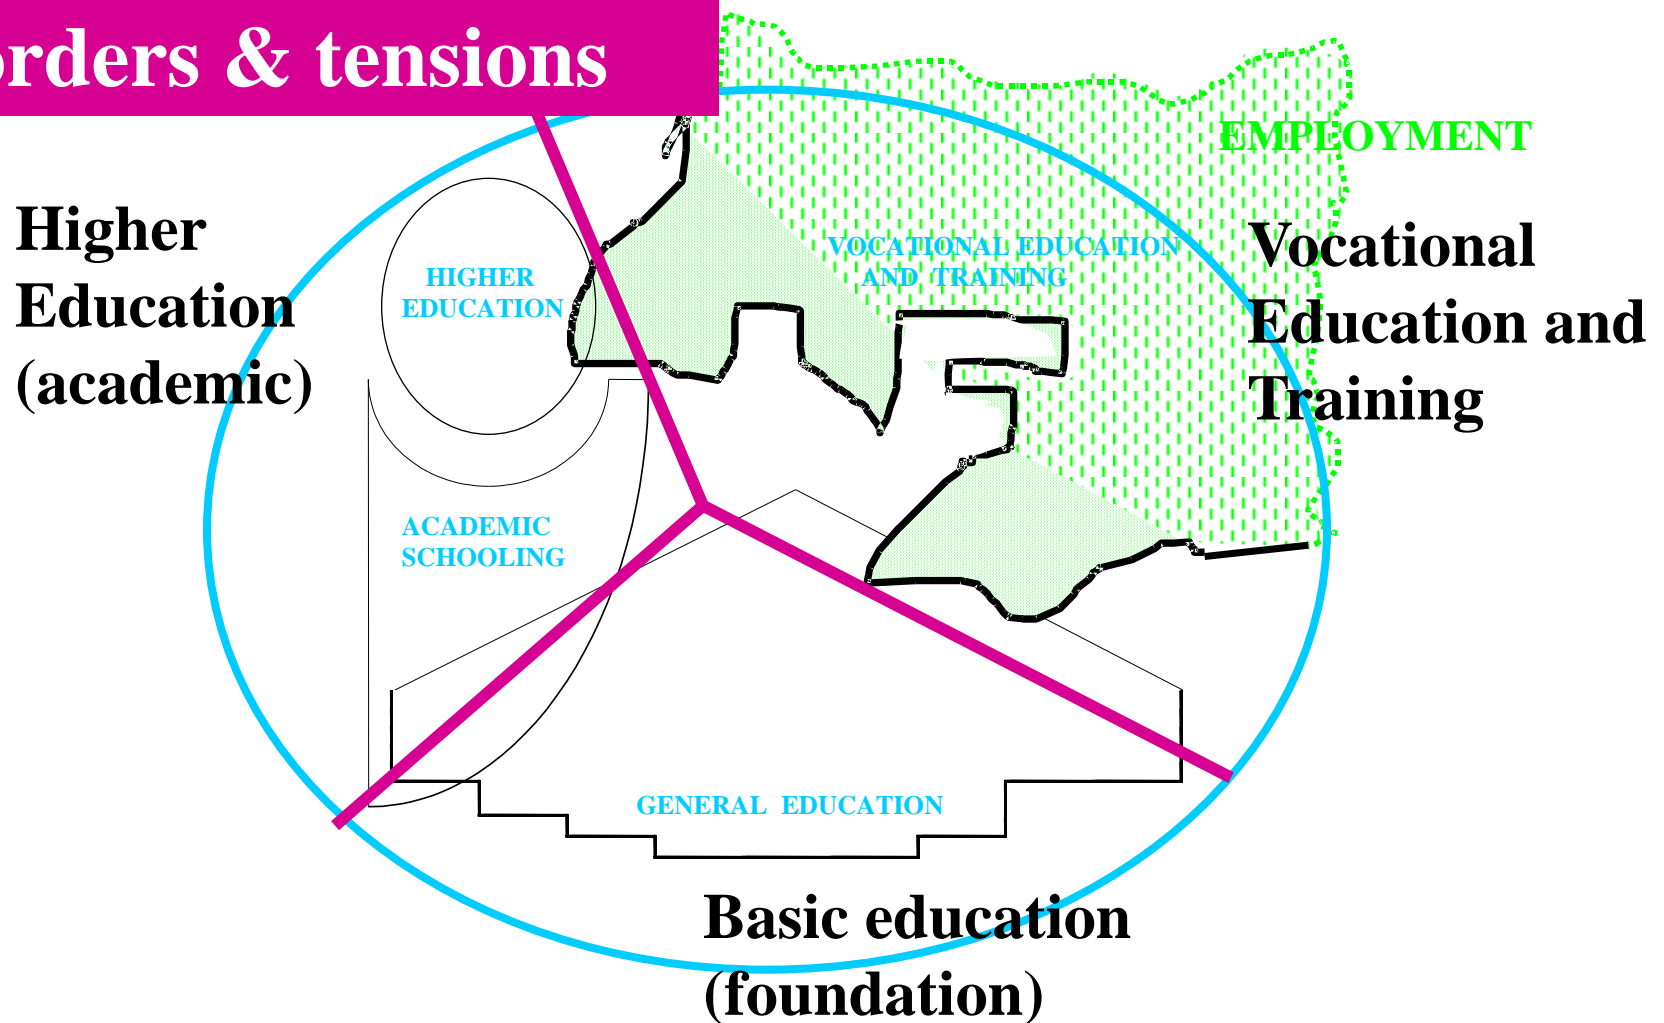 orders & tensions
EMPLOYMENT
Higher
Education
(academic)
Vocational
Education and
Training
VOCATIONAL EDUCATION
AND TRAINING
HIGHER
EDUCATION
ACADEMIC
SCHOOLING
GENERAL EDUCATION
Basic education
(foundation)